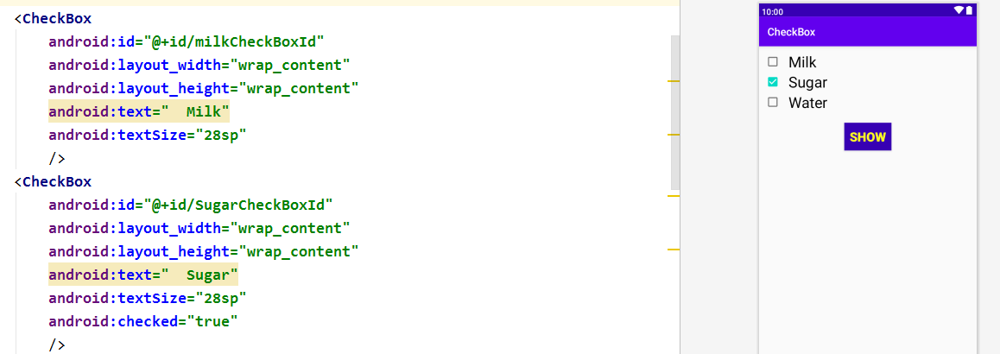 <CheckBox
android:id="@+id/milkCheckBoxId"
android:layout_width="wrap_content"
android:layout_height="wrap_content"
android:text="  Milk"
android:textSize="28sp"
/>
<CheckBox
android:id="@+id/SugarCheckBoxId"
android:layout_width="wrap_content"
android:layout_height="wrap_content"
android:text="  Sugar"
android:textSize="28sp"
android:checked="true"
/>
10:00
CheckBox
Milk
Sugar
Water
SHOW